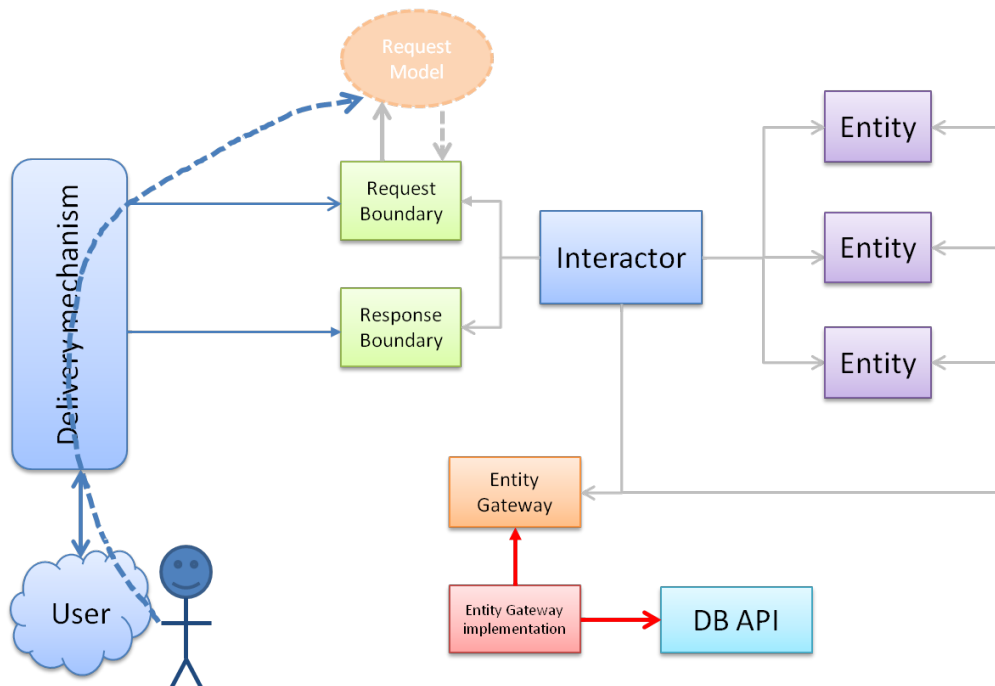 Request
Model
Delivery mechanism
Request
Boundary
Response
Boundary
Interactor
Entity
Entity
Entity
Entity
Gateway
Entity Gateway
implementation
DB API
User